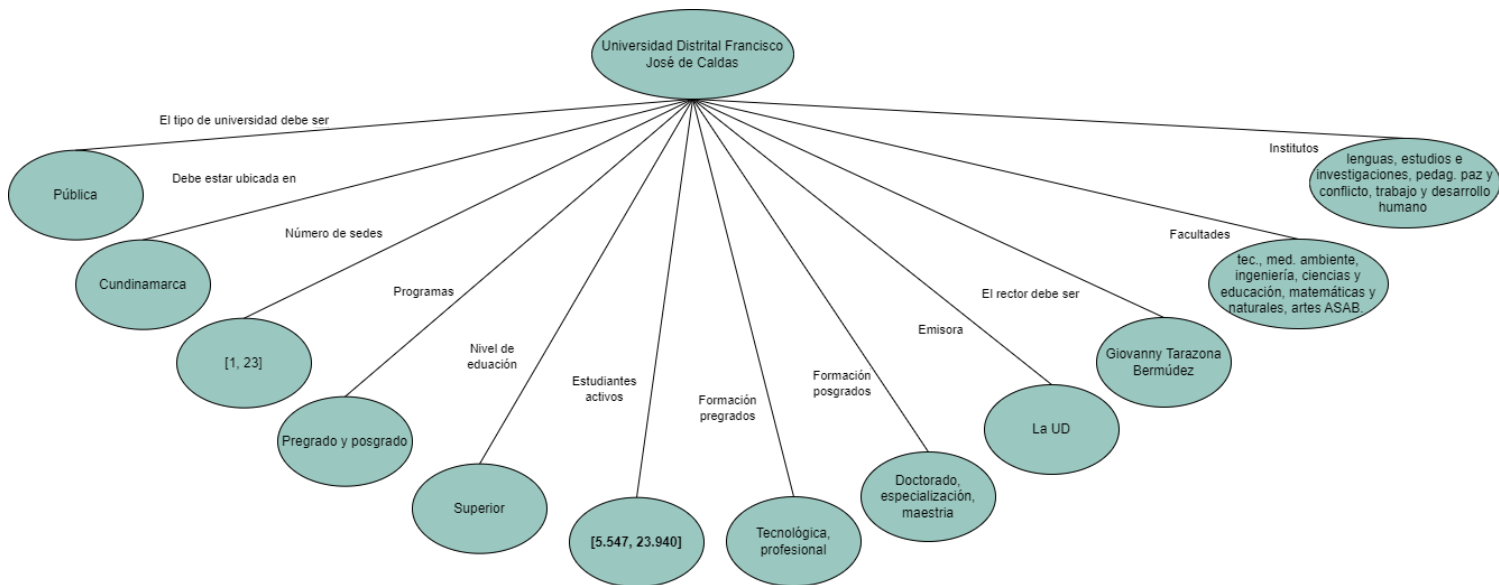 Universidad Distrital Francisco
José de Caldas
El tipo de universidad debe ser
Pública
Debe estar ubicada en
Cundinamarca
Número de sedes
[1, 23]
Programas
Pregrado y posgrado
Nivel de
eduación
Superior
Estudiantes
activos
[5.547, 23.940]
Formación
pregrados
Tecnológica,
profesional
Formación
posgrados
Doctorado,
especialización,
maestria
Emisora
La UD
El rector debe ser
Giovanny Tarazona
Bermúdez
Facultades
tec., med. ambiente,
ingeniería, ciencias y
educación, matemáticas y
naturales, artes ASAB.
Institutos
lenguas, estudios e
investigaciones, pedag. paz y
conflicto, trabajo y desarrollo
humano